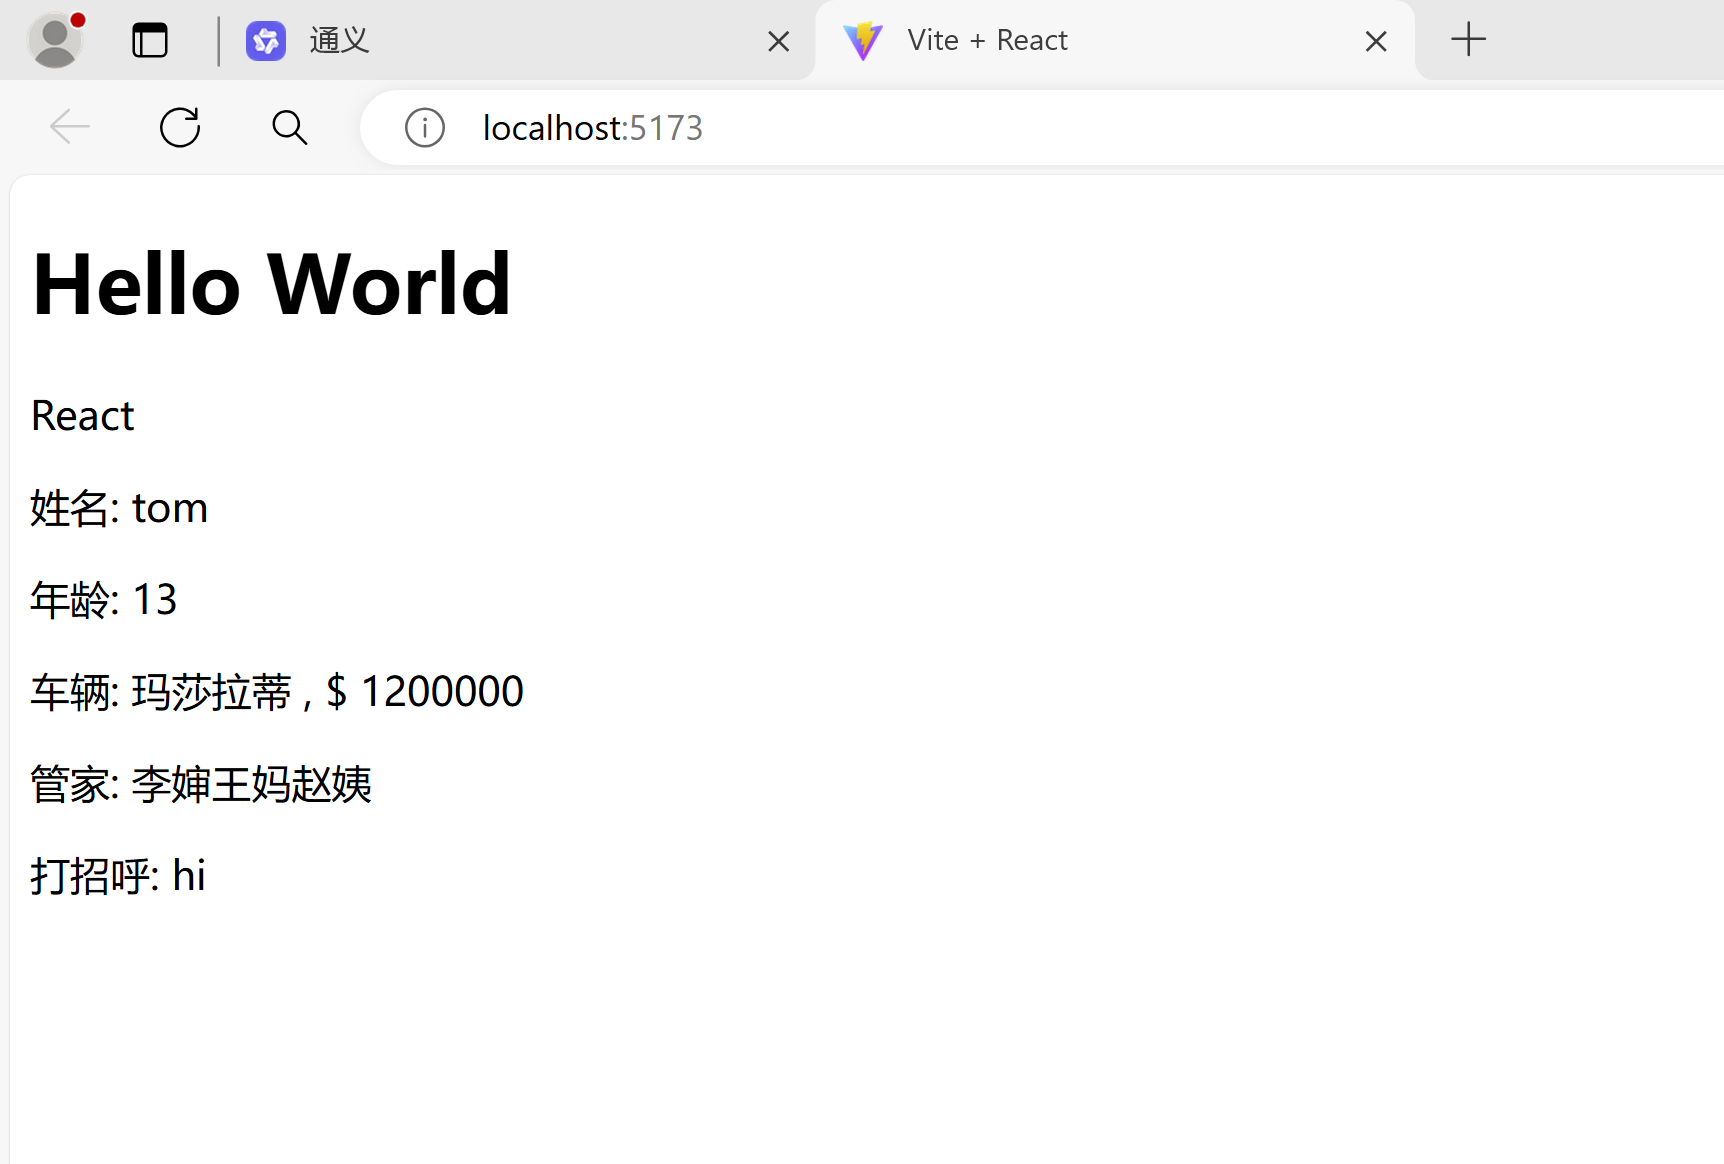 通义
Vite + React
localhost:5173
Hello World
React
姓名: tom
年龄: 13
车辆: 玛莎拉蒂 , $ 1200000
管家: 李婶王妈赵姨
打招呼: hi